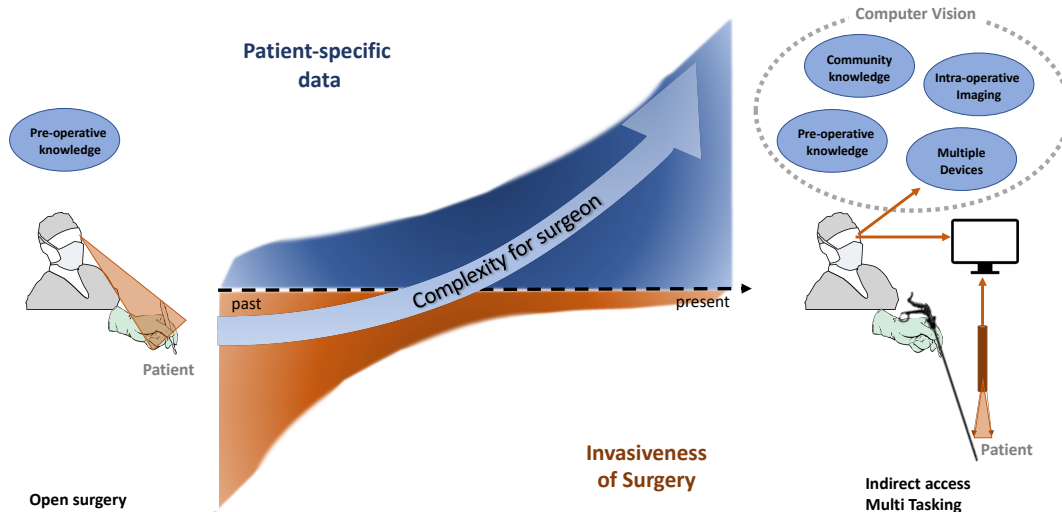 Computer Vision
Patient-specific
data
Community
knowledge
Intra-operative
Imaging
Pre-operative
knowledge
Pre-operative
knowledge
Multiple
Devices
Complexity for surgeon
past
present
Patient
Invasiveness
of Surgery
Patient
Open surgery
Indirect access
Multi Tasking